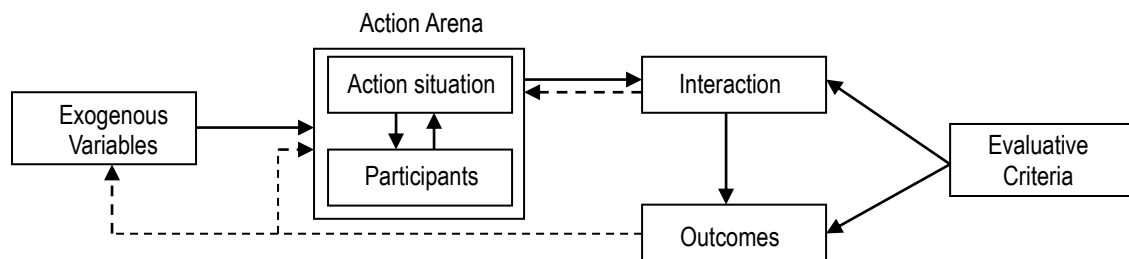 Action Arena
Action situation
Interaction
Exogenous
Variables
Evaluative
Criteria
Participants
Outcomes